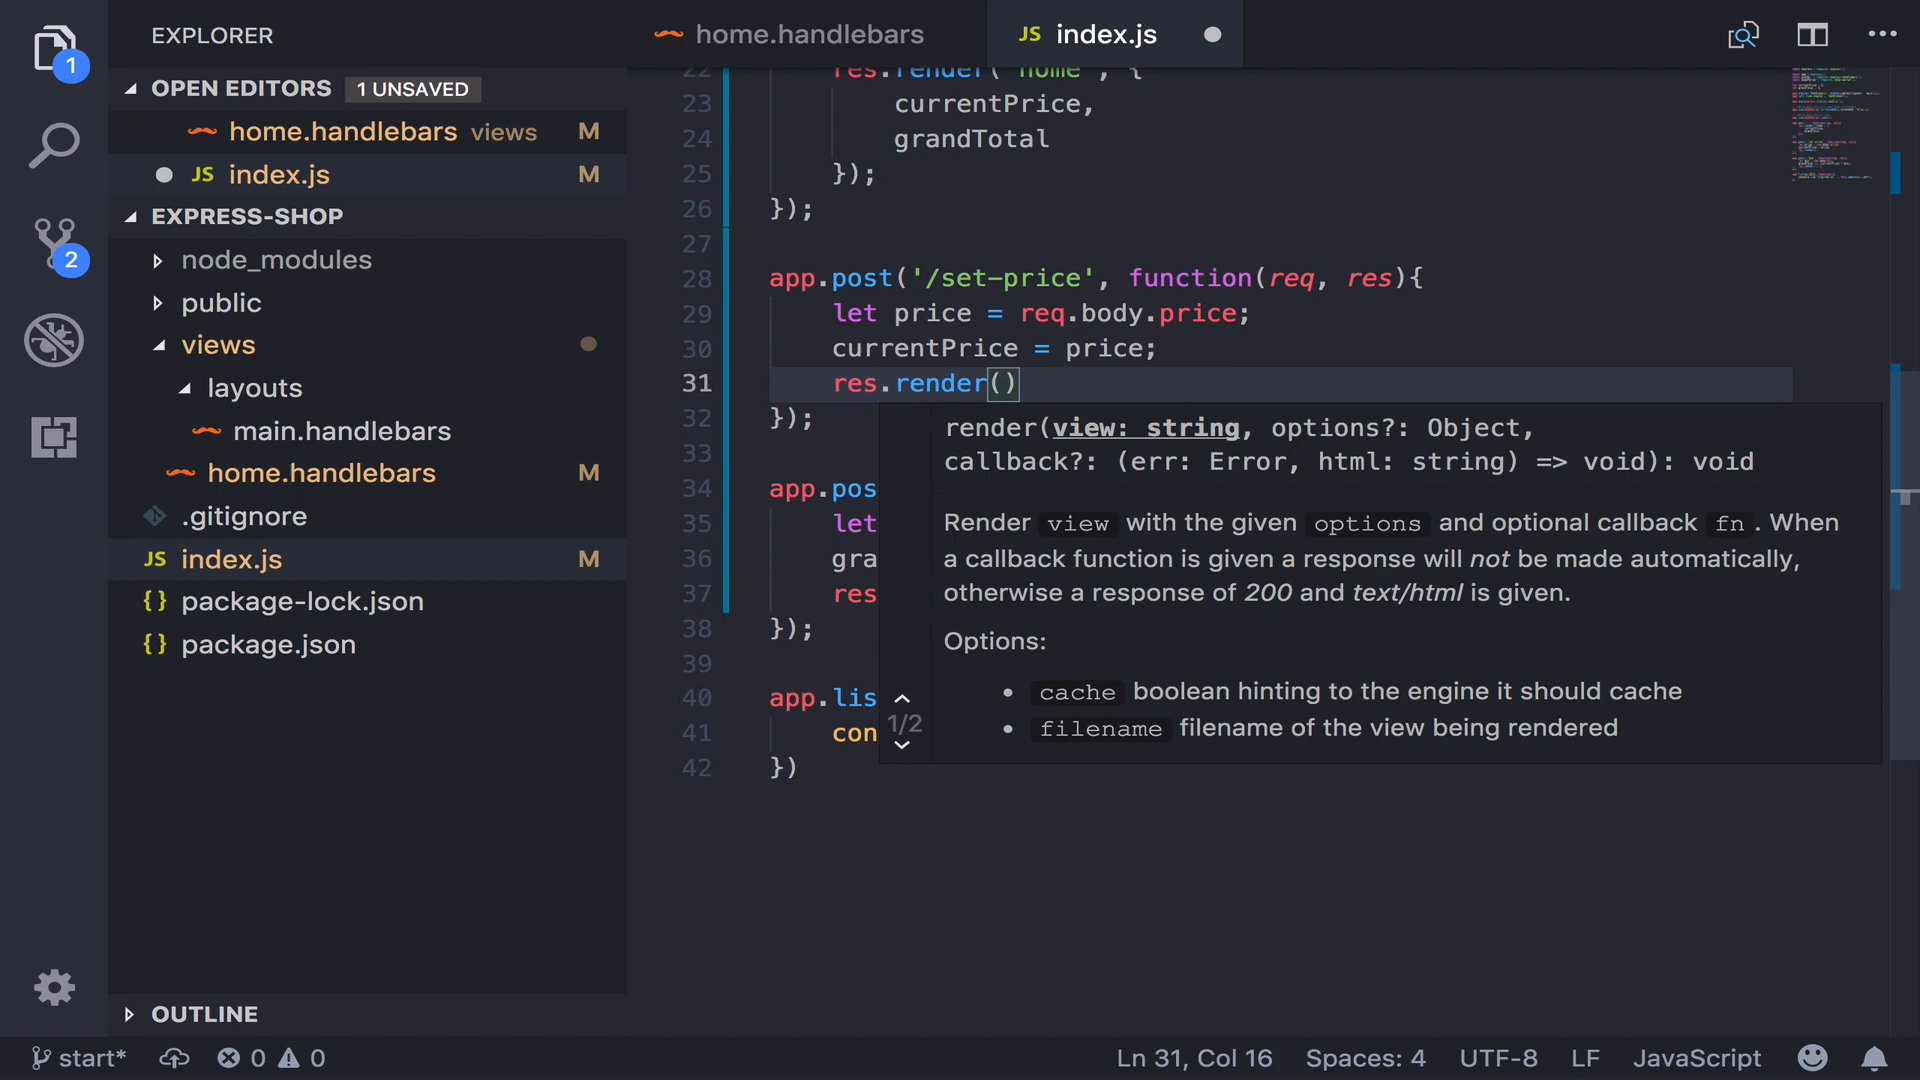 EXPLORER
OPEN EDITORS 1 UNSAVED
home.handlebars views M
JS index.js M
EXPRESS-SHOP
node_modules
public
views
layouts
main.handlebars
home.handlebars M
.gitignore
JS index.js M
{} package-lock.json
{} package.json
OUTLINE
1
2
home.handlebars
JS index.js
22 res.render('home', {
23 currentPrice,
24 grandTotal
25 });
26 });
27
28 app.post('/set-price', function(req, res){
29 let price = req.body.price;
30 currentPrice = price;
31 res.render()
32 });
33
34 app.pos
35 let
36 gra
37 res
38 });
39
40 app.lis
41 con
42 })
render(view: string, options?: Object,
callback?: (err: Error, html: string) => void): void
Render view with the given options and optional callback fn. When
a callback function is given a response will not be made automatically,
otherwise a response of 200 and text/html is given.
Options:
• cache boolean hinting to the engine it should cache
• filename filename of the view being rendered
1/2
start* 0 0 Ln 31, Col 16 Spaces: 4 UTF-8 LF JavaScript